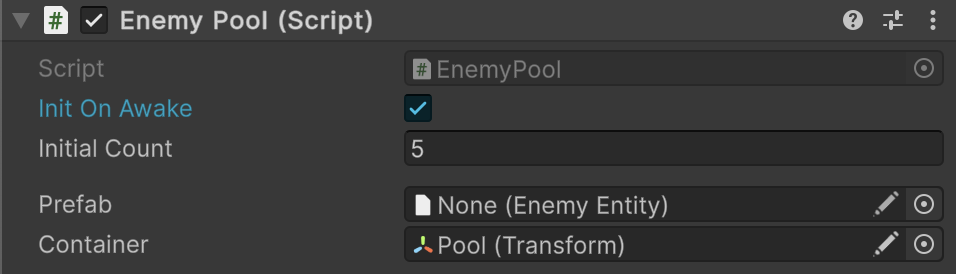 Enemy Pool (Script)
Script EnemyPool
Init On Awake
Initial Count 5
Prefab None (Enemy Entity)
Container Pool (Transform)